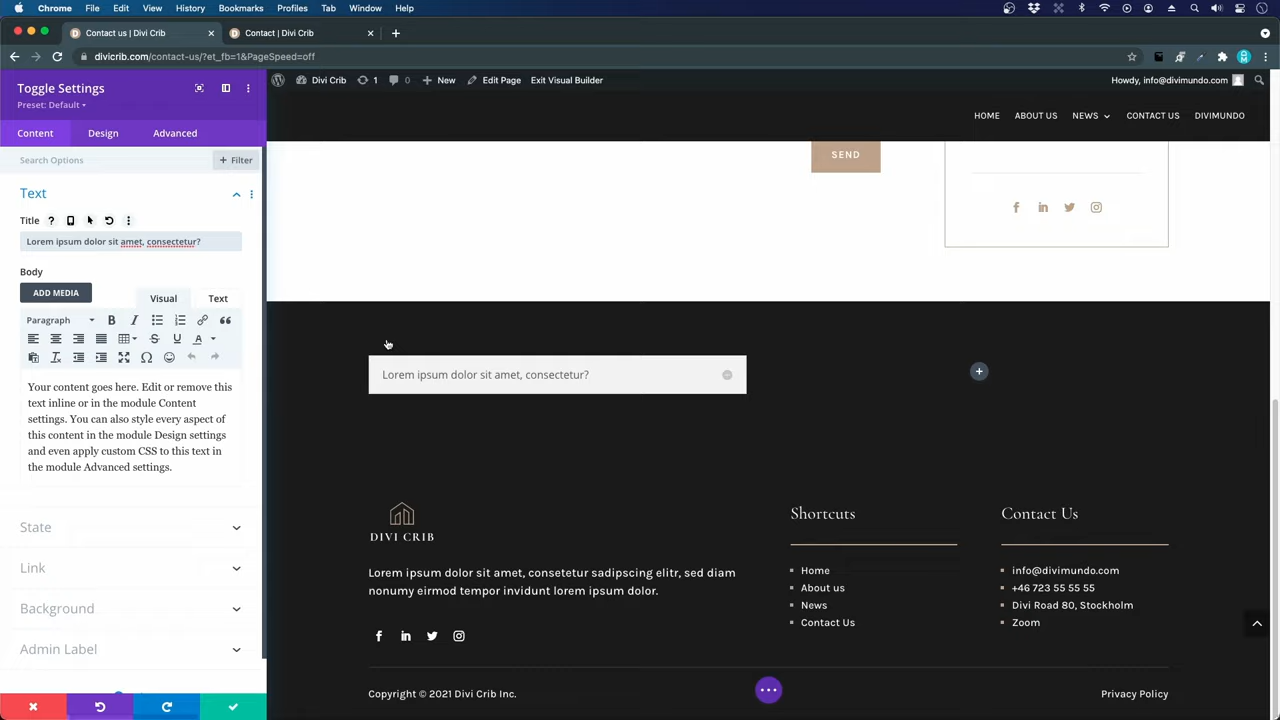 Chrome File Edit View History Bookmarks Profiles Tab Window Help
Contact us | Divi Crib
Contact | Divi Crib
divicrib.com/contact-us/?et_fb=1&PageSpeed=off
Divi Crib 1 0 New Edit Page Exit Visual Builder
Howdy, info@divimundo.com
HOME ABOUT US NEWS CONTACT US DIVIMUNDO
SEND
Toggle Settings
Preset: Default
Content Design Advanced
Search Options
+ Filter
Text
Title
Lorem ipsum dolor sit amet, consectetur?
Body
ADD MEDIA
Visual Text
Paragraph
Your content goes here. Edit or remove this
text inline or in the module Content
settings. You can also style every aspect of
this content in the module Design settings
and even apply custom CSS to this text in
the module Advanced settings.
State
Link
Background
Admin Label
Lorem ipsum dolor sit amet, consectetur?
DIVI CRIB
Lorem ipsum dolor sit amet, consetetur sadipscing elitr, sed diam
nonumy eirmod tempor invidunt lorem ipsum dolor.
Shortcuts
Home
About us
News
Contact Us
Contact Us
info@divimundo.com
+46 723 55 55 55
Divi Road 80, Stockholm
Zoom
Copyright © 2021 Divi Crib Inc.
Privacy Policy